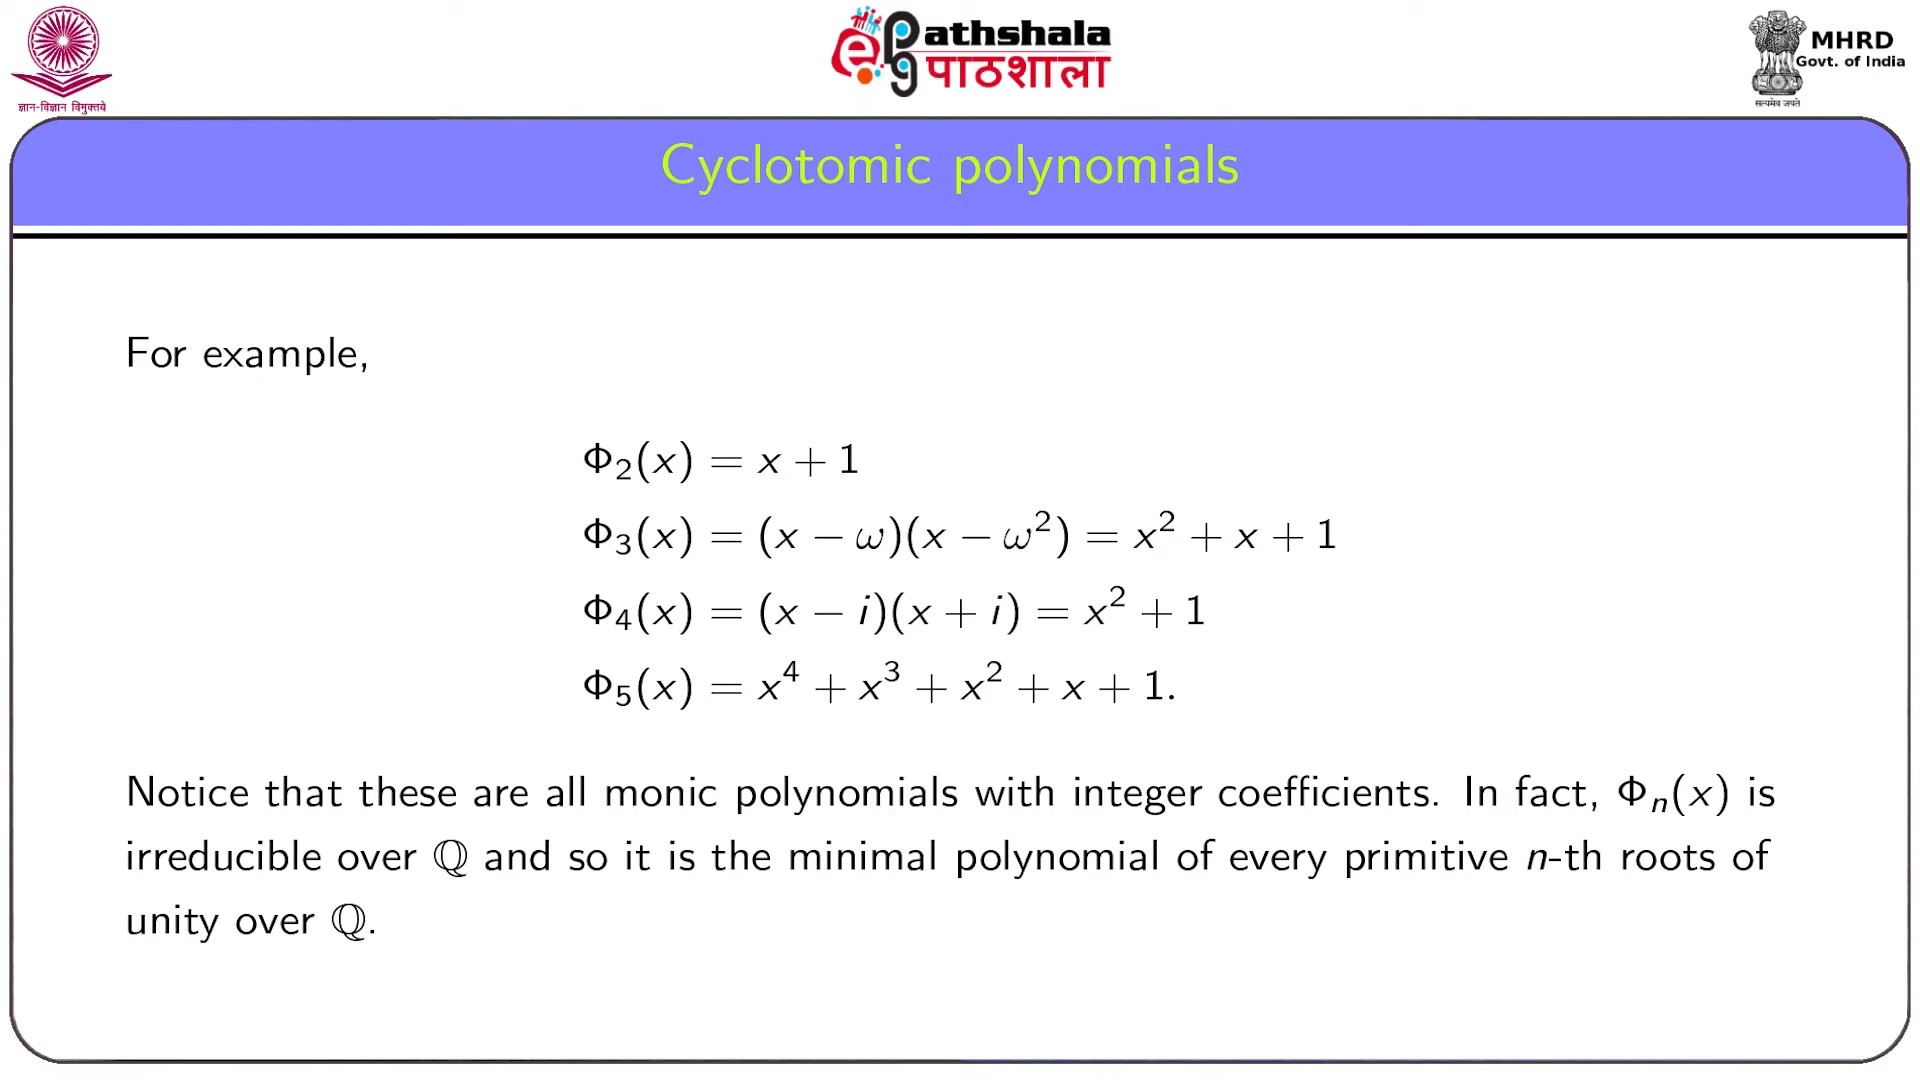 ज्ञान-विज्ञान विमुक्तये
ePathshala
पाठशाला
MHRD
Govt. of India
सत्यमेव जयते
Cyclotomic polynomials
For example,
Φ₂(x) = x + 1
Φ₃(x) = (x − ω)(x − ω²) = x² + x + 1
Φ₄(x) = (x − i)(x + i) = x² + 1
Φ₅(x) = x⁴ + x³ + x² + x + 1.
Notice that these are all monic polynomials with integer coefficients. In fact, Φₙ(x) is
irreducible over ℚ and so it is the minimal polynomial of every primitive n-th roots of
unity over ℚ.